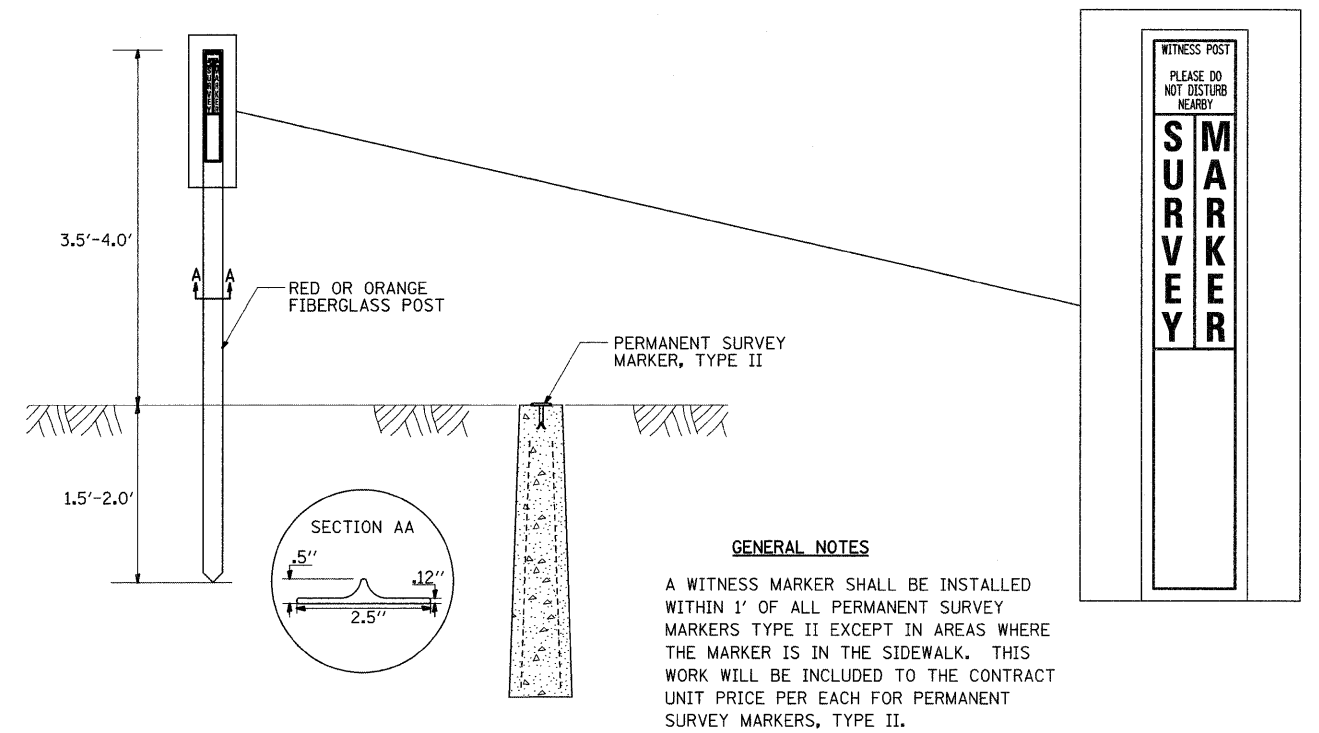 WITNESS POST
PLEASE DO
NOT DISTURB
NEARBY
SURVEY
MARKER
SURVEY
MARKER
3.5'-4.0'
A A
RED OR ORANGE
FIBERGLASS POST
PERMANENT SURVEY
MARKER, TYPE II
1.5'-2.0'
SECTION AA
.5''
.12''
2.5''
GENERAL NOTES
A WITNESS MARKER SHALL BE INSTALLED
WITHIN 1' OF ALL PERMANENT SURVEY
MARKERS TYPE II EXCEPT IN AREAS WHERE
THE MARKER IS IN THE SIDEWALK. THIS
WORK WILL BE INCLUDED TO THE CONTRACT
UNIT PRICE PER EACH FOR PERMANENT
SURVEY MARKERS, TYPE II.